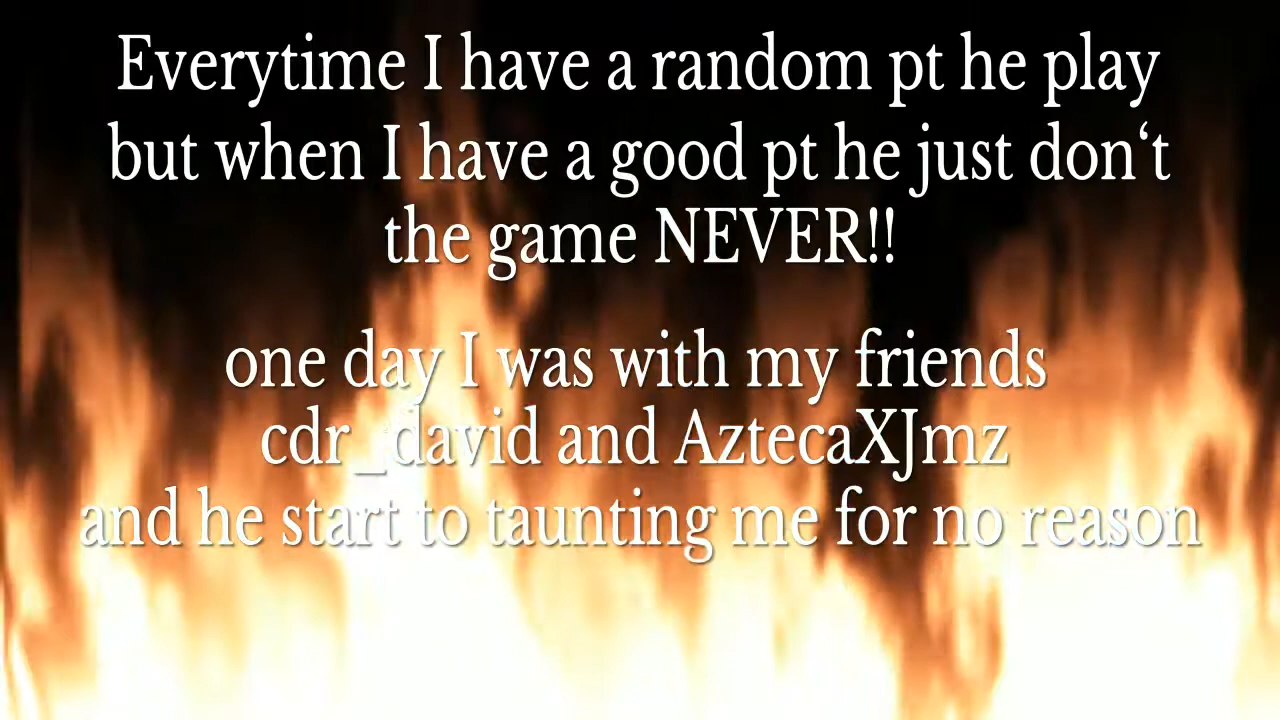 Everytime I have a random pt he play
but when I have a good pt he just don‘t
the game NEVER!!
one day I was with my friends
cdr_david and AztecaXJmz
and he start to taunting me for no reason